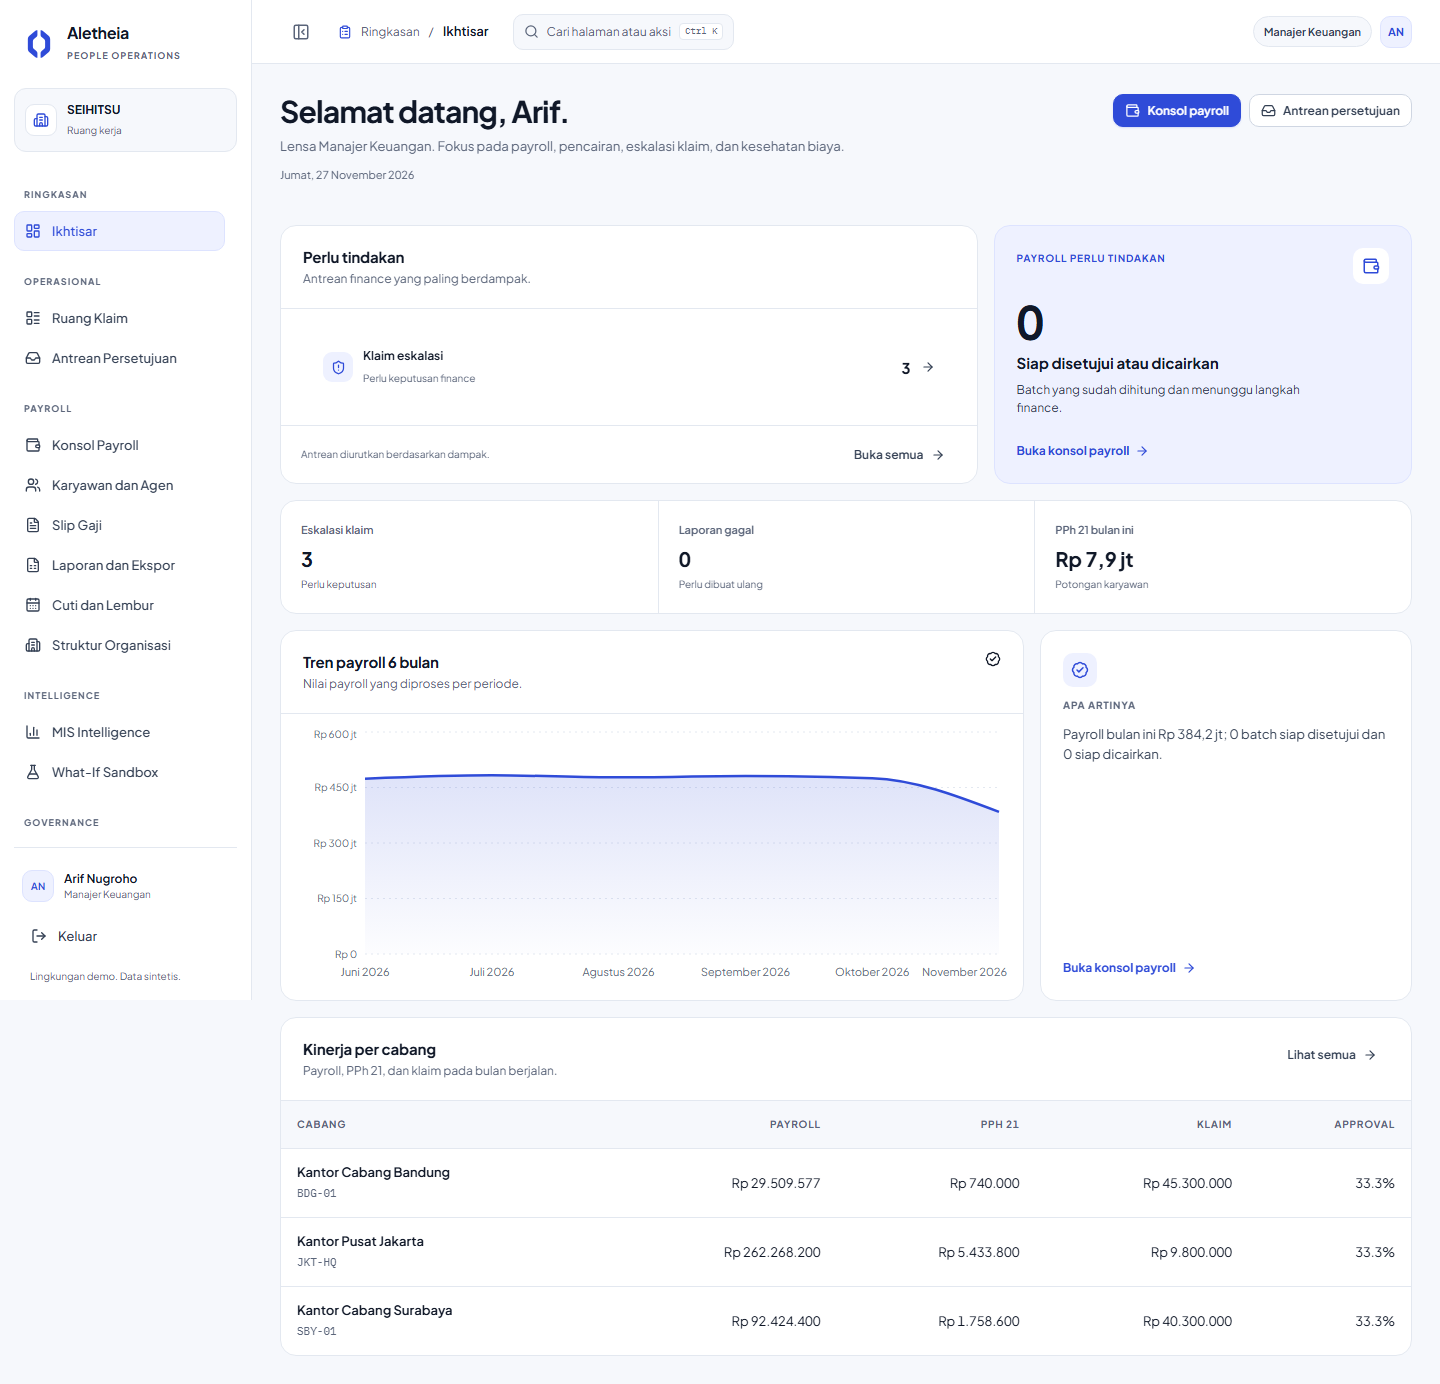 Aletheia
PEOPLE OPERATIONS
SEIHITSU
Ruang kerja
RINGKASAN
Ikhtisar
OPERASIONAL
Ruang Klaim
Antrean Persetujuan
PAYROLL
Konsol Payroll
Karyawan dan Agen
Slip Gaji
Laporan dan Ekspor
Cuti dan Lembur
Struktur Organisasi
INTELLIGENCE
MIS Intelligence
What-If Sandbox
GOVERNANCE
AN
Arif Nugroho
Manajer Keuangan
Keluar
Lingkungan demo. Data sintetis.
Ringkasan / Ikhtisar
Cari halaman atau aksi Ctrl K
Manajer Keuangan
AN
Selamat datang, Arif.
Lensa Manajer Keuangan. Fokus pada payroll, pencairan, eskalasi klaim, dan kesehatan biaya.
Jumat, 27 November 2026
Konsol payroll
Antrean persetujuan
Perlu tindakan
Antrean finance yang paling berdampak.
Klaim eskalasi
Perlu keputusan finance
3
Antrean diurutkan berdasarkan dampak.
Buka semua
PAYROLL PERLU TINDAKAN
0
Siap disetujui atau dicairkan
Batch yang sudah dihitung dan menunggu langkah
finance.
Buka konsol payroll
Eskalasi klaim
3
Perlu keputusan
Laporan gagal
0
Perlu dibuat ulang
PPh 21 bulan ini
Rp 7,9 jt
Potongan karyawan
Tren payroll 6 bulan
Nilai payroll yang diproses per periode.
Rp 600 jt
Rp 450 jt
Rp 300 jt
Rp 150 jt
Rp 0
Juni 2026 Juli 2026 Agustus 2026 September 2026 Oktober 2026 November 2026
APA ARTINYA
Payroll bulan ini Rp 384,2 jt; 0 batch siap disetujui dan
0 siap dicairkan.
Buka konsol payroll
Kinerja per cabang
Payroll, PPh 21, dan klaim pada bulan berjalan.
Lihat semua
CABANG PAYROLL PPH 21 KLAIM APPROVAL
Kantor Cabang Bandung
BDG-01
Rp 29.509.577 Rp 740.000 Rp 45.300.000 33.3%
Kantor Pusat Jakarta
JKT-HQ
Rp 262.268.200 Rp 5.433.800 Rp 9.800.000 33.3%
Kantor Cabang Surabaya
SBY-01
Rp 92.424.400 Rp 1.758.600 Rp 40.300.000 33.3%